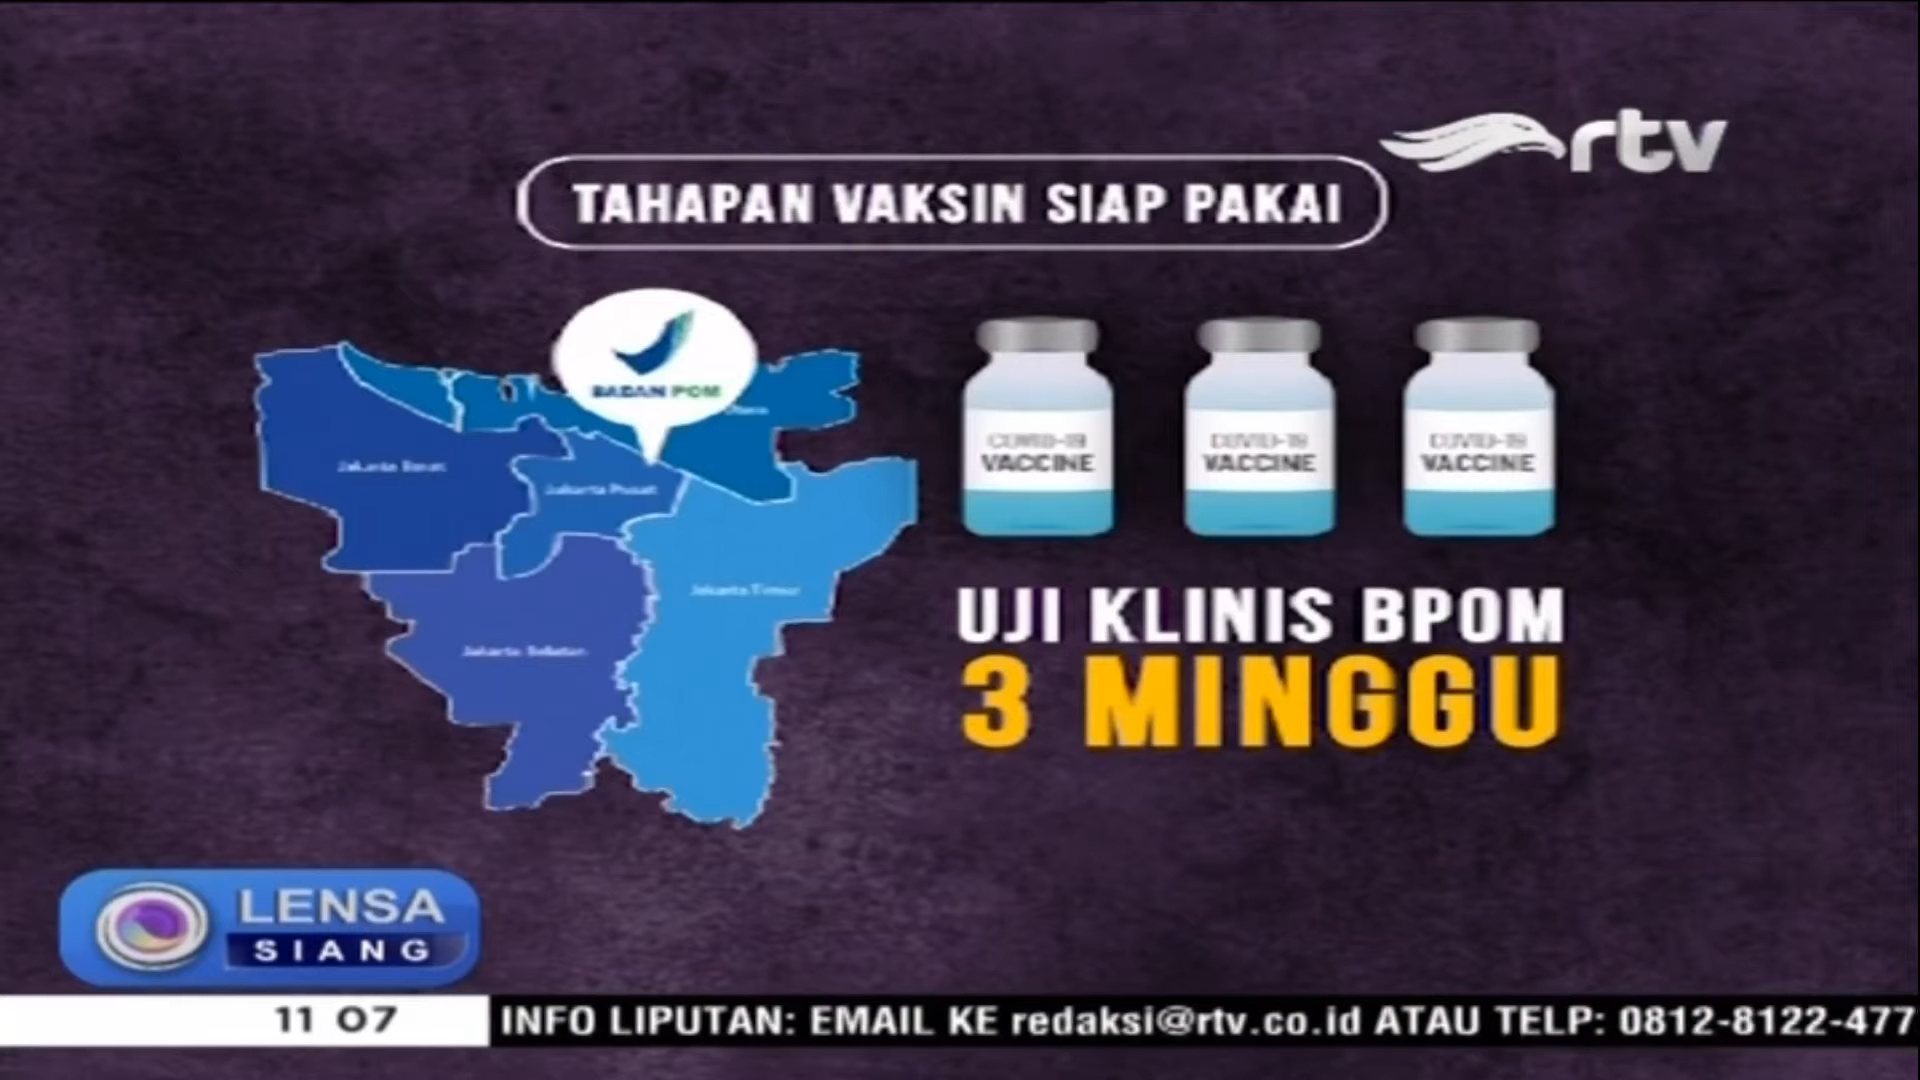 rtv
TAHAPAN VAKSIN SIAP PAKAI
BADAN POM
Utara
Jakarta Barat
Jakarta Pusat
Jakarta Timur
Jakarta Selatan
COVID-19
VACCINE
COVID-19
VACCINE
COVID-19
VACCINE
UJI KLINIS BPOM
3 MINGGU
LENSA
SIANG
11 07
INFO LIPUTAN: EMAIL KE redaksi@rtv.co.id ATAU TELP: 0812-8122-477